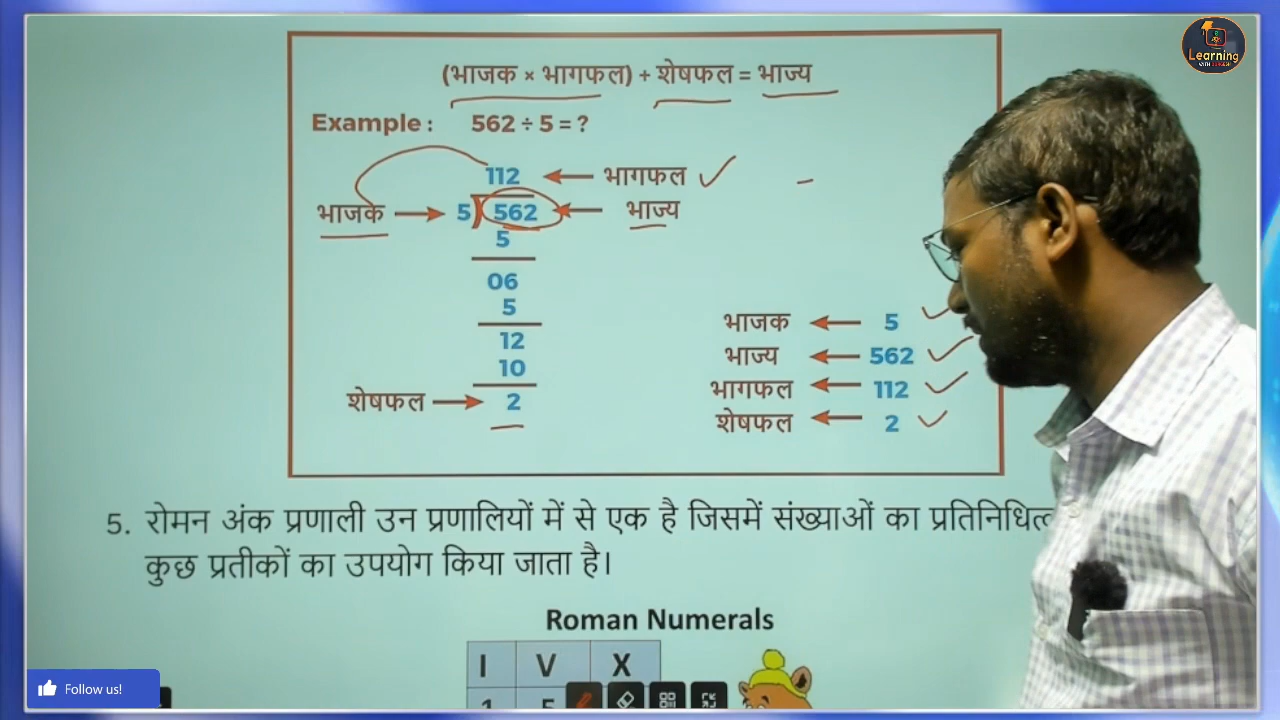 Learning
(भाजक × भागफल) + शेषफल = भाज्य
Example : 562 ÷ 5 = ?
112 भागफल
भाजक 5 562 भाज्य
5
06
5
12
10
शेषफल 2
भाजक 5
भाज्य 562
भागफल 112
शेषफल 2
5. रोमन अंक प्रणाली उन प्रणालियों में से एक है जिसमें संख्याओं का
कुछ प्रतीकों का उपयोग किया जाता है।
Roman Numerals
I V X
Follow us!